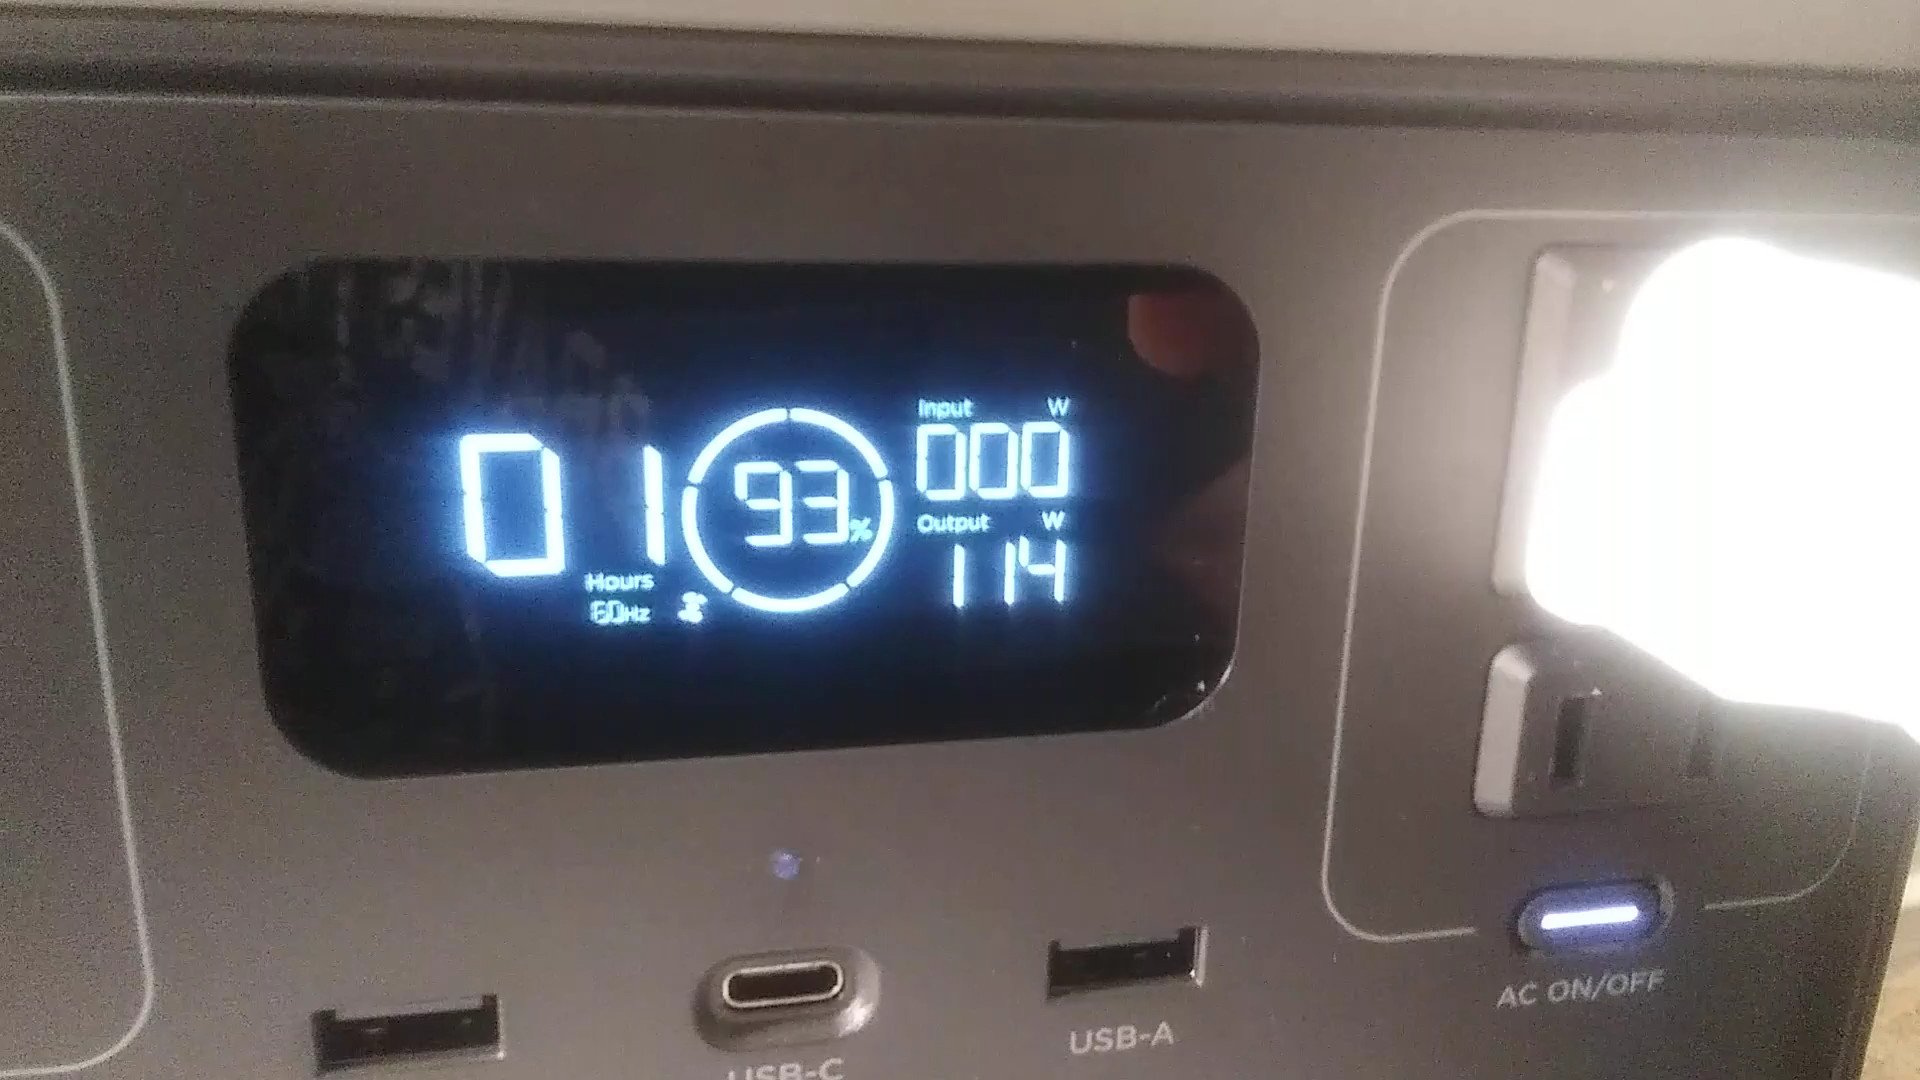 01
Hours
60Hz
93%
Input W
000
Output W
114
USB-C
USB-A
AC ON/OFF